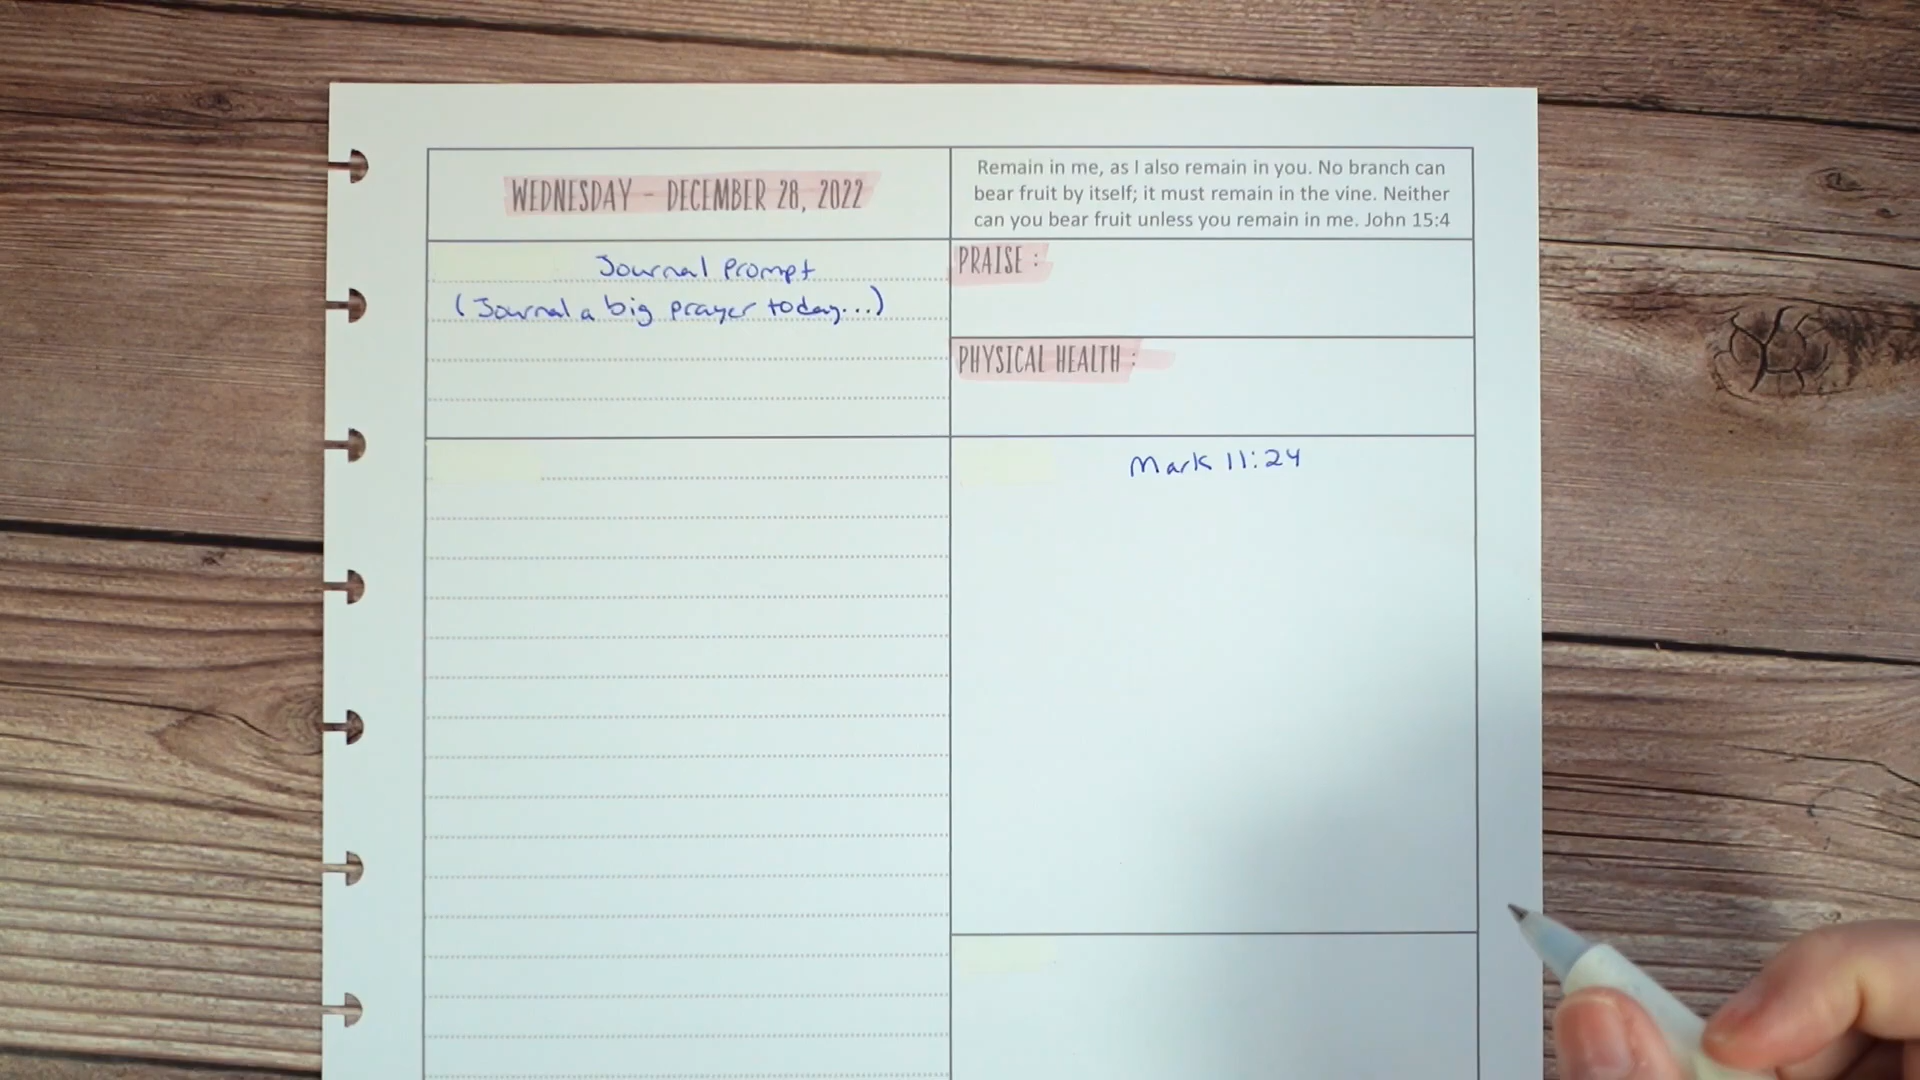 WEDNESDAY - DECEMBER 28, 2022
Remain in me, as I also remain in you. No branch can
bear fruit by itself; it must remain in the vine. Neither
can you bear fruit unless you remain in me. John 15:4
Journal Prompt
(Journal a big prayer today...)
PRAISE :
PHYSICAL HEALTH :
Mark 11:24